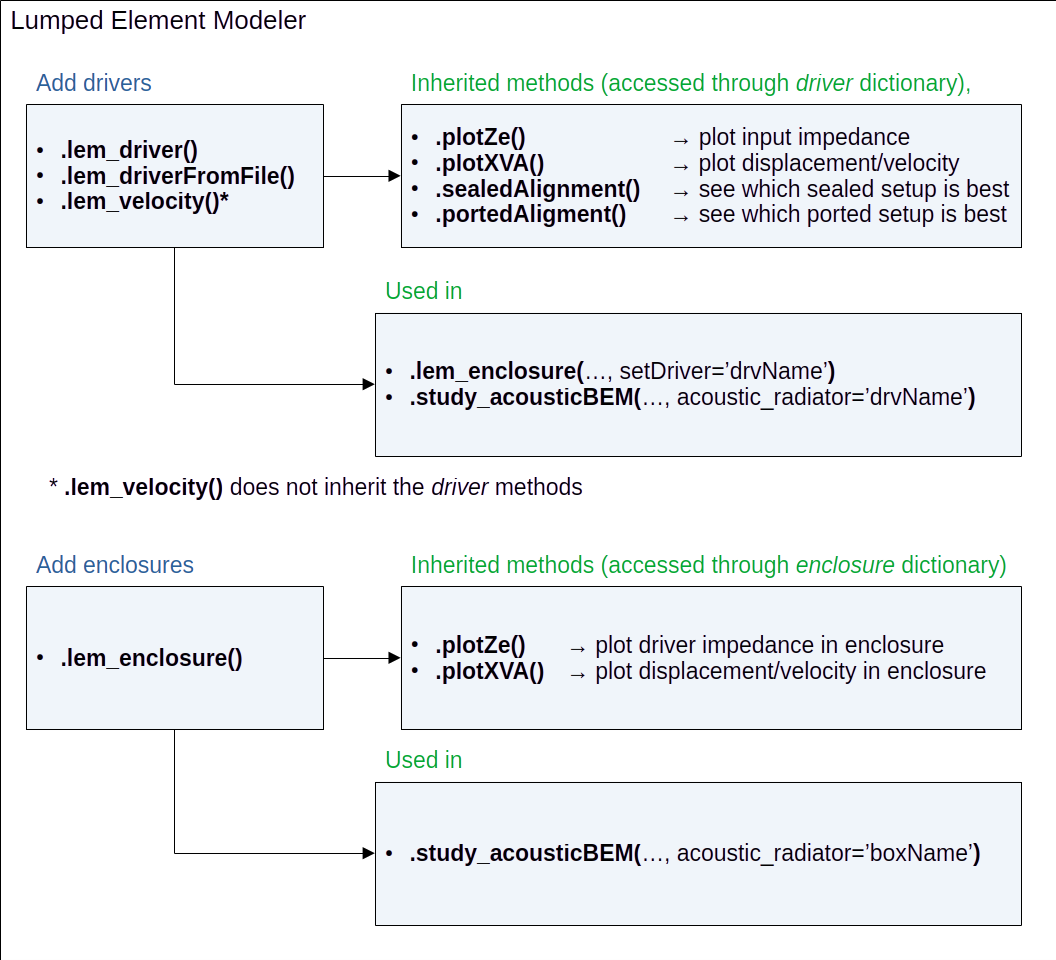 Lumped Element Modeler
Add drivers
• .lem_driver()
• .lem_driverFromFile()
• .lem_velocity()*
Inherited methods (accessed through driver dictionary),
• .plotZe() → plot input impedance
• .plotXVA() → plot displacement/velocity
• .sealedAlignment() → see which sealed setup is best
• .portedAligment() → see which ported setup is best
Used in
• .lem_enclosure(…, setDriver=’drvName’)
• .study_acousticBEM(…, acoustic_radiator=’drvName’)
* .lem_velocity() does not inherit the driver methods
Add enclosures
• .lem_enclosure()
Inherited methods (accessed through enclosure dictionary)
• .plotZe() → plot driver impedance in enclosure
• .plotXVA() → plot displacement/velocity in enclosure
Used in
• .study_acousticBEM(…, acoustic_radiator=’boxName’)